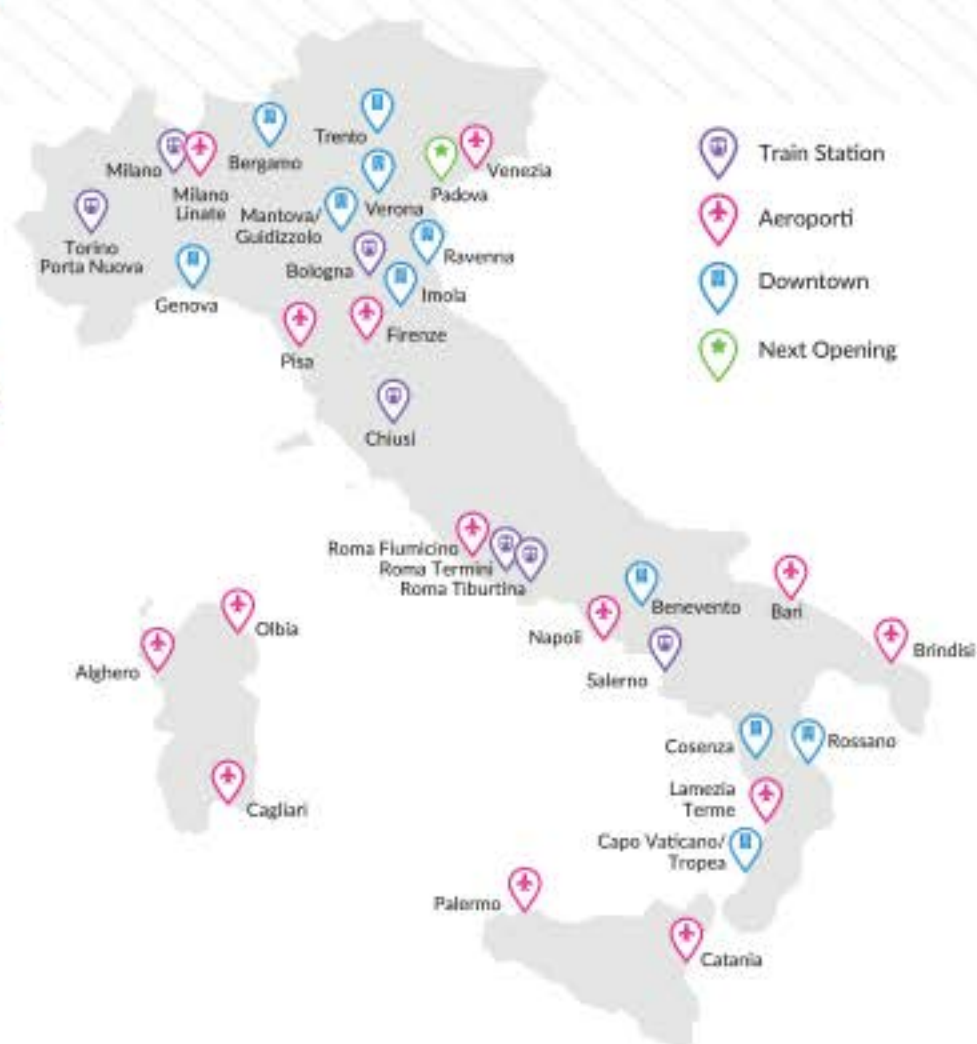 Trento
Bergamo
Milano
Venezia
Padova
Milano
Linate
Verona
Mantova/
Guidizzolo
Torino
Porta Nuova
Ravenna
Bologna
Imola
Genova
Firenze
Pisa
Chiusi
Roma Fiumicino
Roma Termini
Roma Tiburtina
Benevento
Bari
Napoli
Brindisi
Salerno
Olbia
Alghero
Cagliari
Cosenza
Rossano
Lamezia
Terme
Capo Vaticano/
Tropea
Palermo
Catania
Train Station
Aeroporti
Downtown
Next Opening